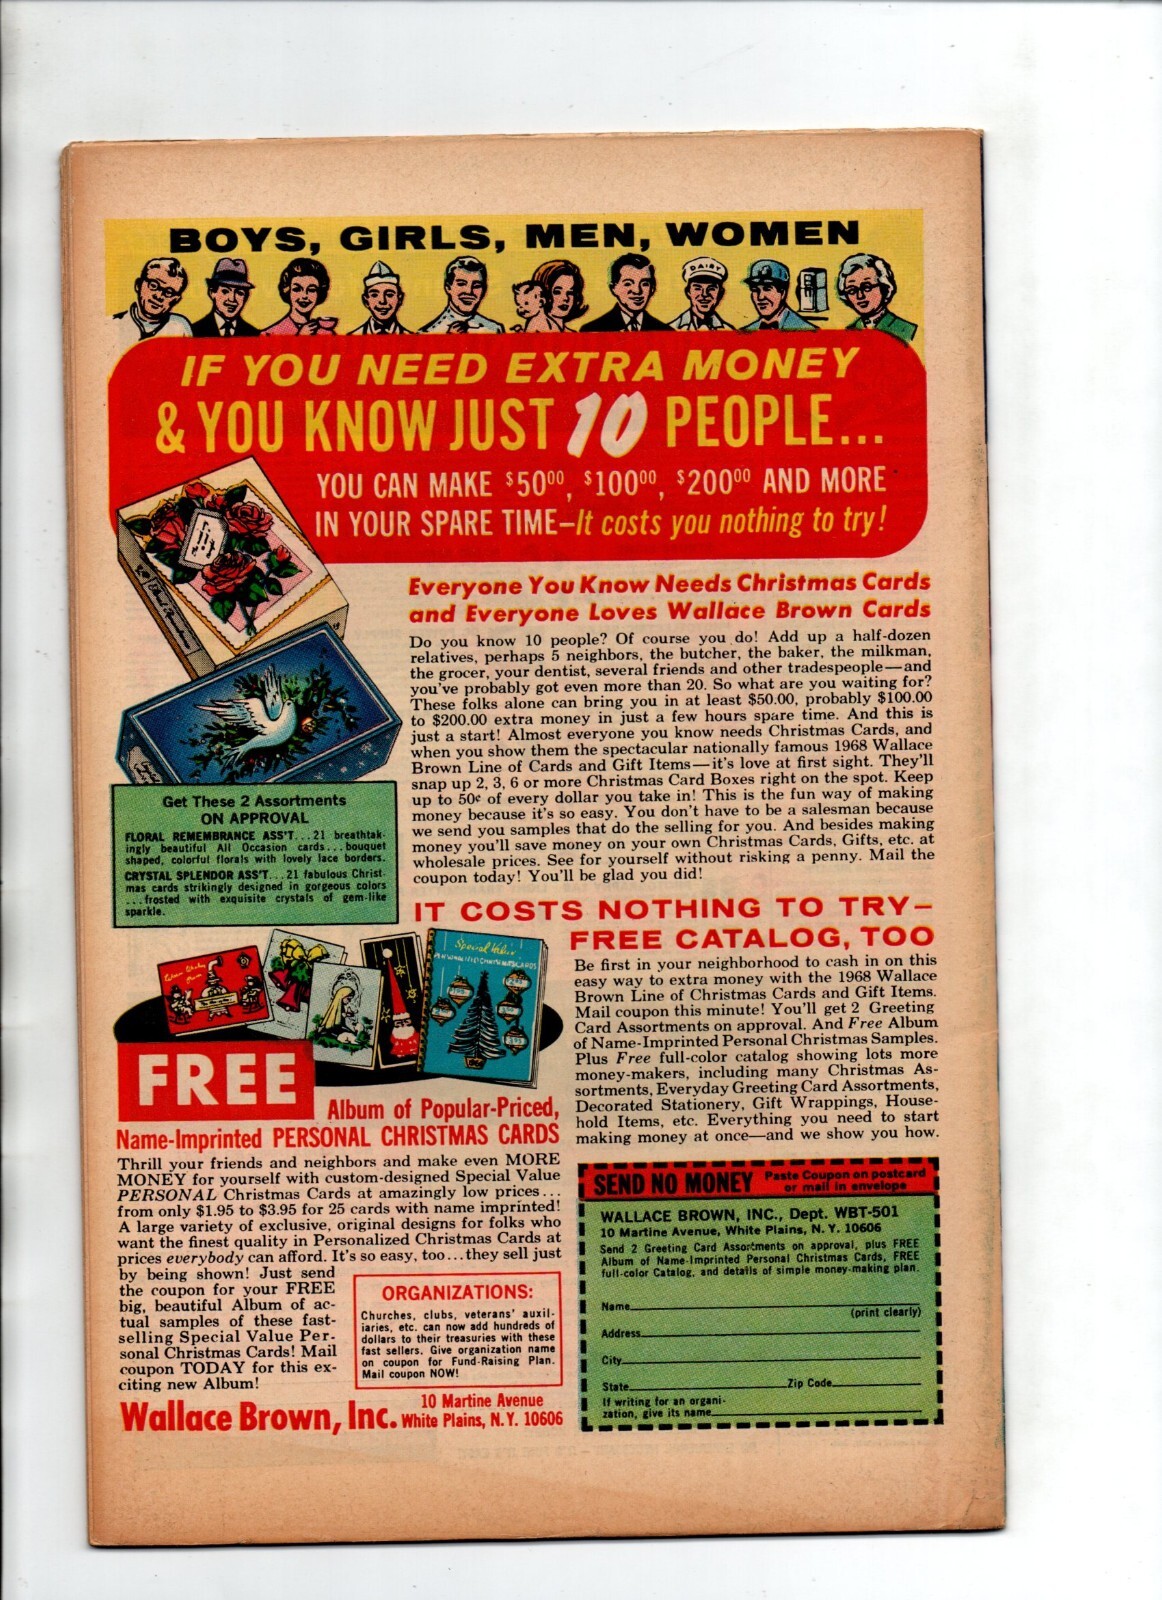 BOYS, GIRLS, MEN, WOMEN
DAIRY
IF YOU NEED EXTRA MONEY
& YOU KNOW JUST 10 PEOPLE...
YOU CAN MAKE $50⁰⁰, $100⁰⁰, $200⁰⁰ AND MORE
IN YOUR SPARE TIME—It costs you nothing to try!
Everyone You Know Needs Christmas Cards
and Everyone Loves Wallace Brown Cards
Do you know 10 people? Of course you do! Add up a half-dozen
relatives, perhaps 5 neighbors, the butcher, the baker, the milkman,
the grocer, your dentist, several friends and other tradespeople—and
you've probably got even more than 20. So what are you waiting for?
These folks alone can bring you in at least $50.00, probably $100.00
to $200.00 extra money in just a few hours spare time. And this is
just a start! Almost everyone you know needs Christmas Cards, and
when you show them the spectacular nationally famous 1968 Wallace
Brown Line of Cards and Gift Items—it's love at first sight. They'll
snap up 2, 3, 6 or more Christmas Card Boxes right on the spot. Keep
up to 50¢ of every dollar you take in! This is the fun way of making
money because it's so easy. You don't have to be a salesman because
we send you samples that do the selling for you. And besides making
money you'll save money on your own Christmas Cards, Gifts, etc. at
wholesale prices. See for yourself without risking a penny. Mail the
coupon today! You'll be glad you did!
Get These 2 Assortments
ON APPROVAL
FLORAL REMEMBRANCE ASS'T...21 breathtak-
ingly beautiful All Occasion cards...bouquet
shaped, colorful florals with lovely lace borders.
CRYSTAL SPLENDOR ASS'T...21 fabulous Christ-
mas cards strikingly designed in gorgeous colors
...frosted with exquisite crystals of gem-like
sparkle.
IT COSTS NOTHING TO TRY—
FREE CATALOG, TOO
Be first in your neighborhood to cash in on this
easy way to extra money with the 1968 Wallace
Brown Line of Christmas Cards and Gift Items.
Mail coupon this minute! You'll get 2 Greeting
Card Assortments on approval. And Free Album
of Name-Imprinted Personal Christmas Samples.
Plus Free full-color catalog showing lots more
money-makers, including many Christmas As-
sortments, Everyday Greeting Card Assortments,
Decorated Stationery, Gift Wrappings, House-
hold Items, etc. Everything you need to start
making money at once—and we show you how.
Special Value
PERSONALIZED CHRISTMAS CARDS
FREE
Album of Popular-Priced,
Name-Imprinted PERSONAL CHRISTMAS CARDS
Thrill your friends and neighbors and make even MORE
MONEY for yourself with custom-designed Special Value
PERSONAL Christmas Cards at amazingly low prices...
from only $1.95 to $3.95 for 25 cards with name imprinted!
A large variety of exclusive, original designs for folks who
want the finest quality in Personalized Christmas Cards at
prices everybody can afford. It's so easy, too...they sell just
by being shown! Just send
the coupon for your FREE
big, beautiful Album of ac-
tual samples of these fast-
selling Special Value Per-
sonal Christmas Cards! Mail
coupon TODAY for this ex-
citing new Album!
ORGANIZATIONS:
Churches, clubs, veterans' auxil-
iaries, etc. can now add hundreds of
dollars to their treasuries with these
fast sellers. Give organization name
on coupon for Fund-Raising Plan.
Mail coupon NOW!
Wallace Brown, Inc. 10 Martine Avenue
White Plains, N.Y. 10606
SEND NO MONEY Paste Coupon on postcard
or mail in envelope
WALLACE BROWN, INC., Dept. WBT-501
10 Martine Avenue, White Plains, N. Y. 10606
Send 2 Greeting Card Assortments on approval, plus FREE
Album of Name-Imprinted Personal Christmas Cards, FREE
full-color Catalog, and details of simple money-making plan.
Name
(print clearly)
Address
City
State Zip Code
If writing for an organi-
zation, give its name